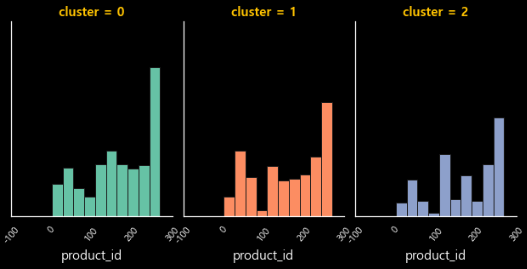 cluster = 0
cluster = 1
cluster = 2
-100 0 100 200 300
-100 0 100 200 300
-100 0 100 200 300
product_id
product_id
product_id